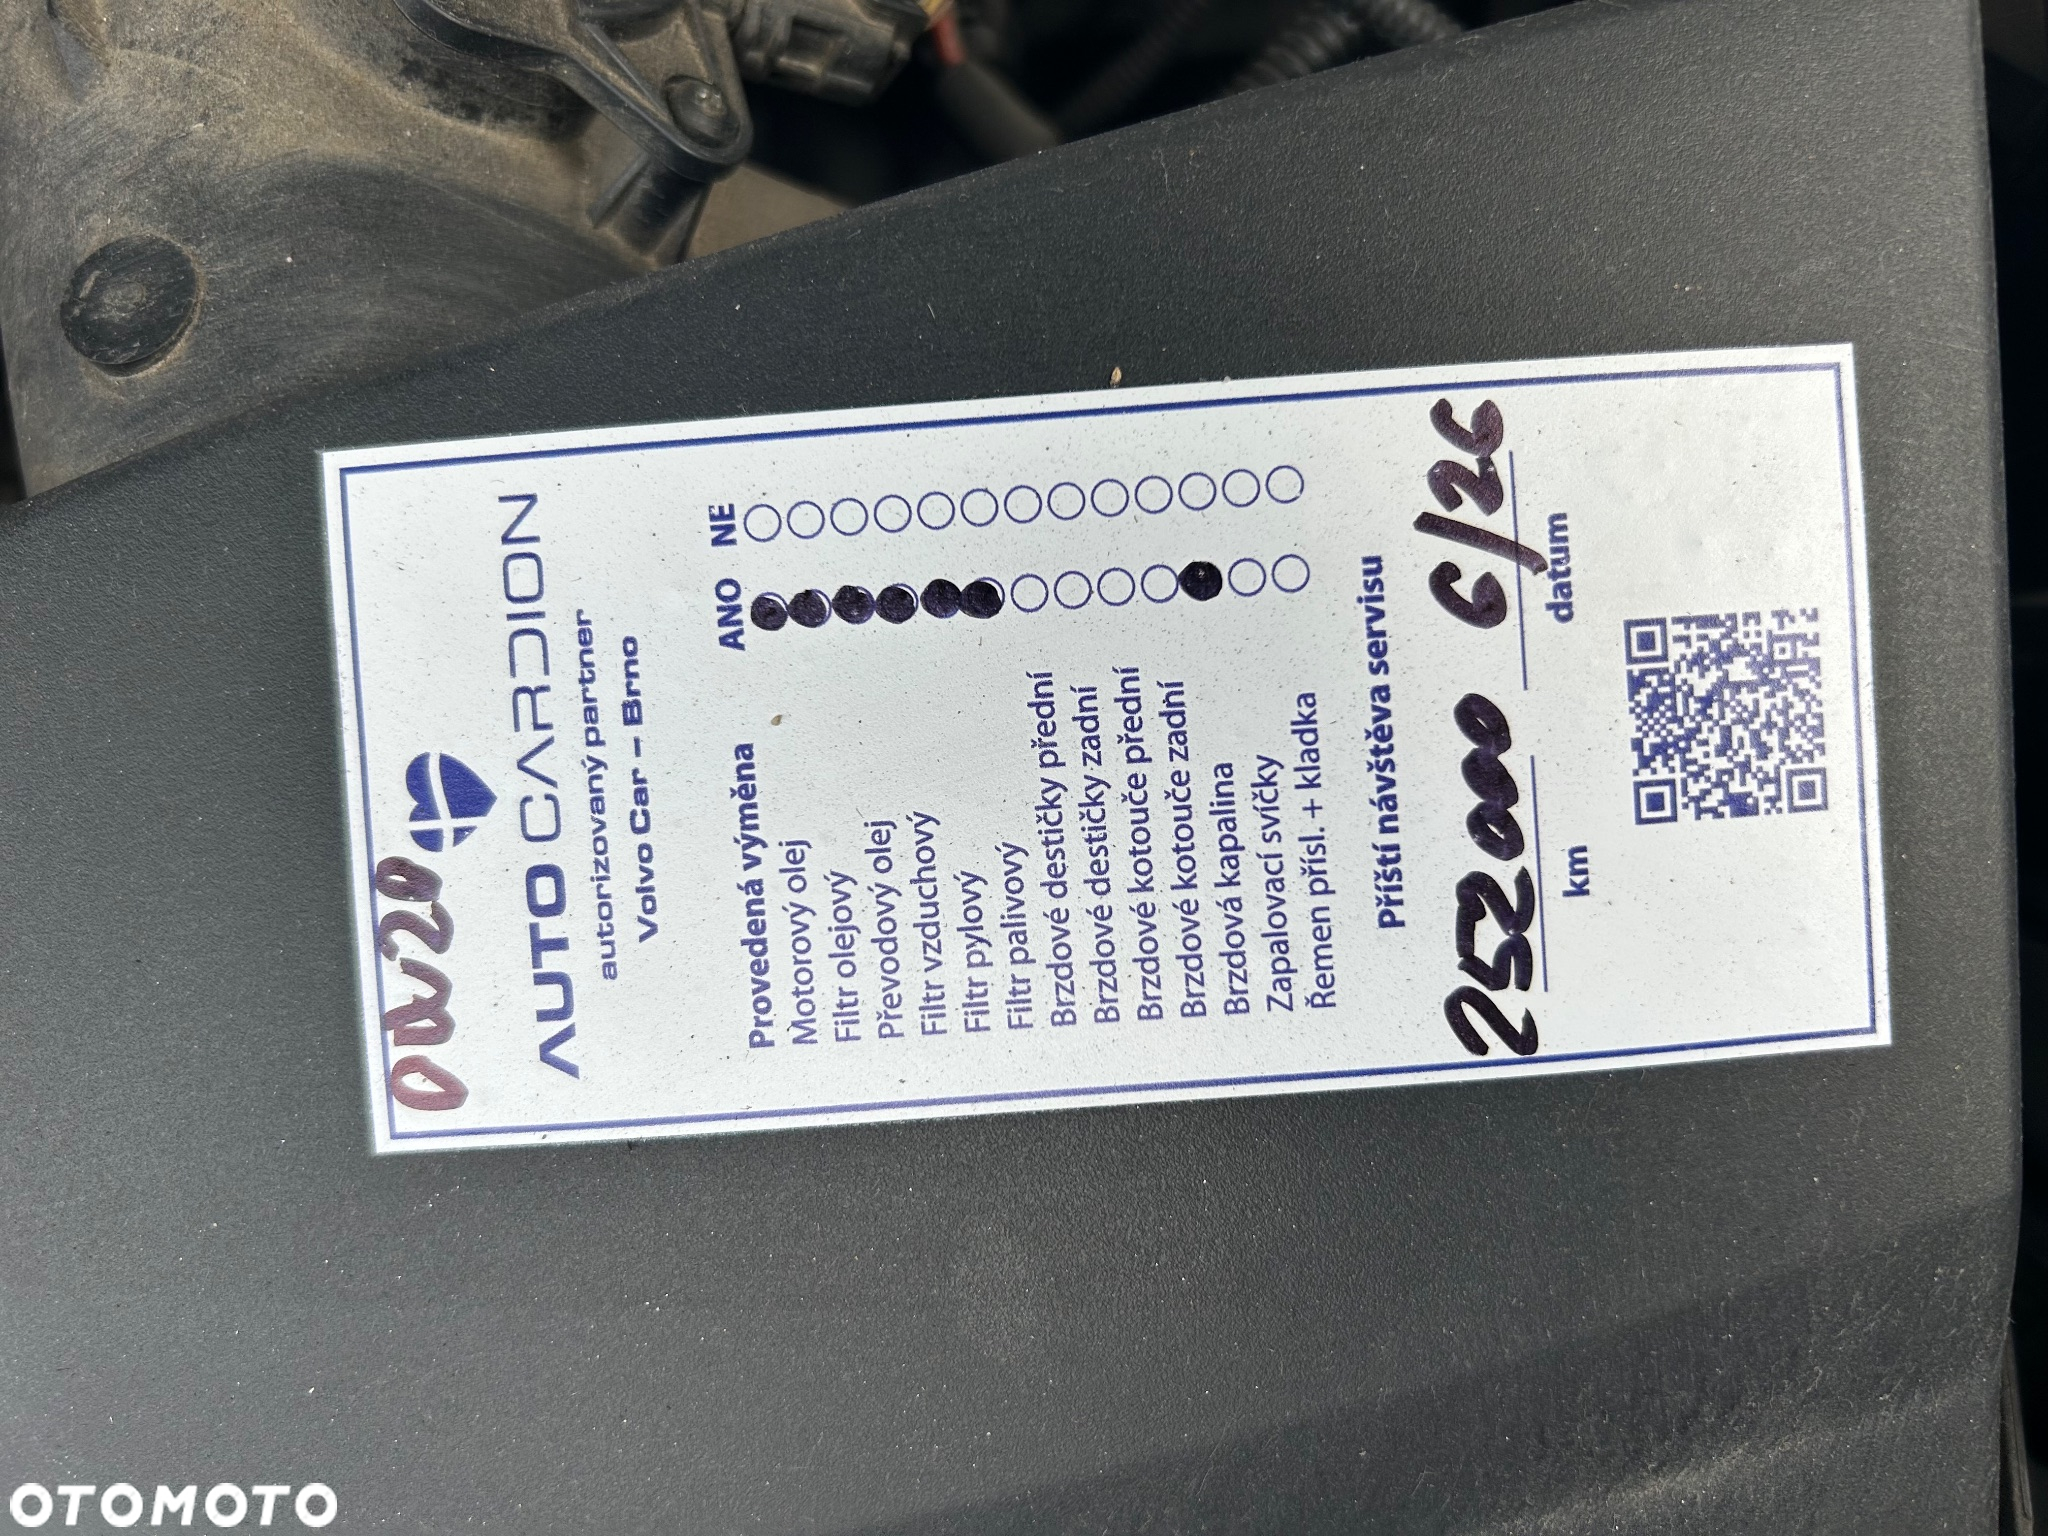 0W20
AUTO CARDION
autorizovaný partner
Volvo Car – Brno
ANO NE
Provedená výměna
Motorový olej
Filtr olejový
Převodový olej
Filtr vzduchový
Filtr pylový
Filtr palivový
Brzdové destičky přední
Brzdové destičky zadní
Brzdové kotouče přední
Brzdové kotouče zadní
Brzdová kapalina
Zapalovací svíčky
Řemen přísl. + kladka
Příští návštěva servisu
252000 6/26
km datum
OTOMOTO